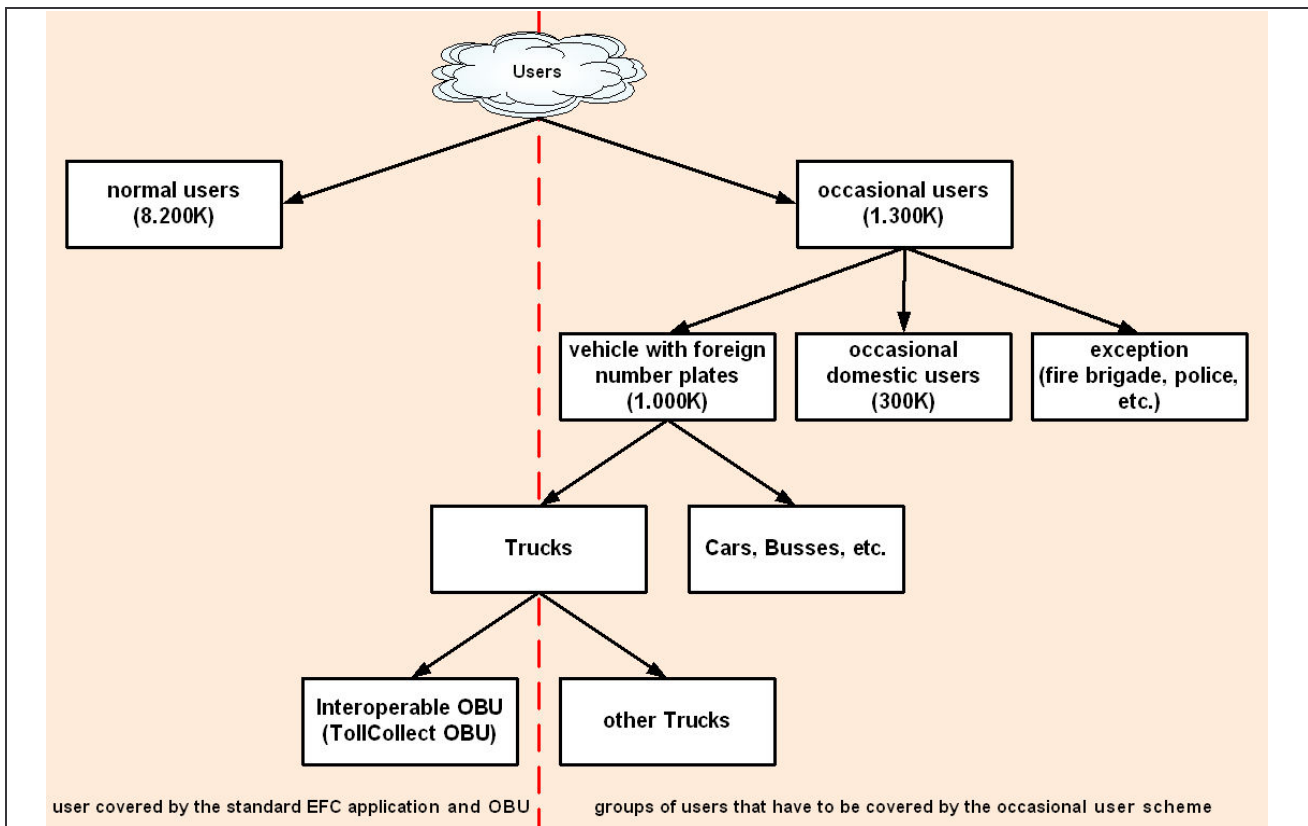 Users
normal users
(8.200K)
occasional users
(1.300K)
vehicle with foreign
number plates
(1.000K)
occasional
domestic users
(300K)
exception
(fire brigade, police,
etc.)
Trucks
Cars, Busses, etc.
Interoperable OBU
(TollCollect OBU)
other Trucks
user covered by the standard EFC application and OBU
groups of users that have to be covered by the occasional user scheme